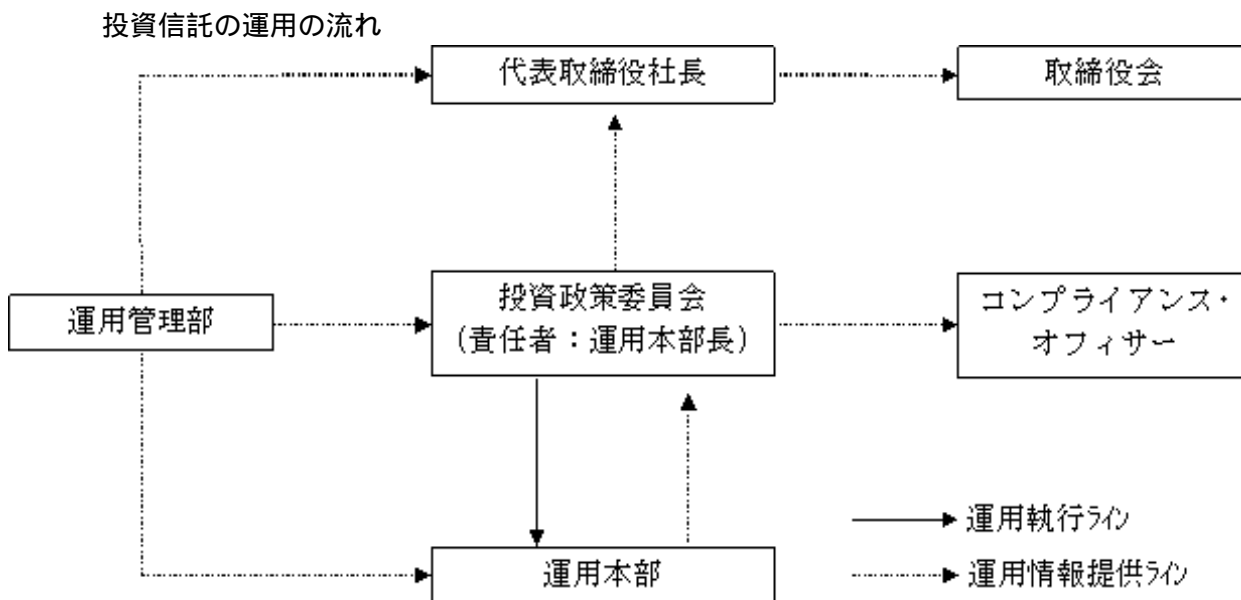 投資信託の運用の流れ
代表取締役社長
取締役会
運用管理部
投資政策委員会
(責任者：運用本部長)
コンプライアンス・
オフィサー
運用本部
運用執行ﾗｲﾝ
運用情報提供ﾗｲﾝ